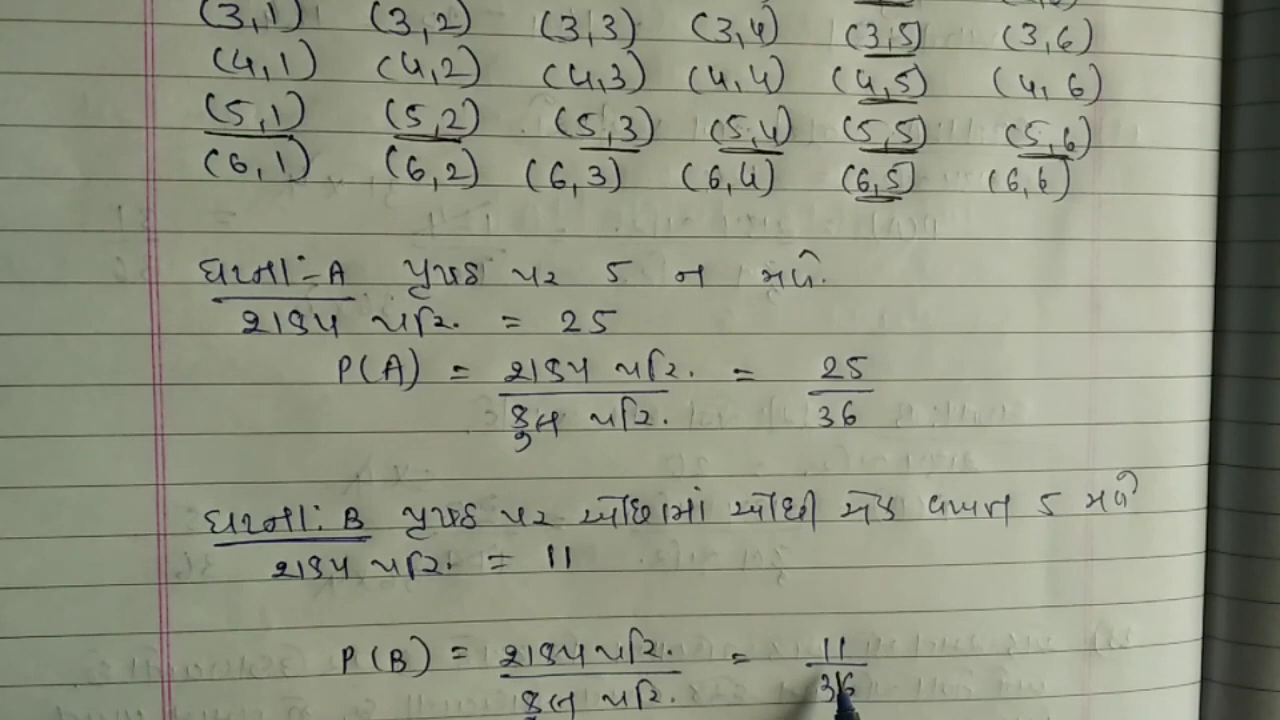 (3,1) (3,2) (3,3) (3,4) (3,5) (3,6)
(4,1) (4,2) (4,3) (4,4) (4,5) (4,6)
(5,1) (5,2) (5,3) (5,4) (5,5) (5,6)
(6,1) (6,2) (6,3) (6,4) (6,5) (6,6)
ઘટના:- A પર 5 ન મળે.
શક્ય પરિ. = 25
P(A) = શક્ય પરિ. / કુલ પરિ. = 25/36
ઘટના: B પર ઓછામાં ઓછી એક વખત 5 મળે
શક્ય પરિ. = 11
P(B) = શક્ય પરિ. / કુલ પરિ. = 11/36